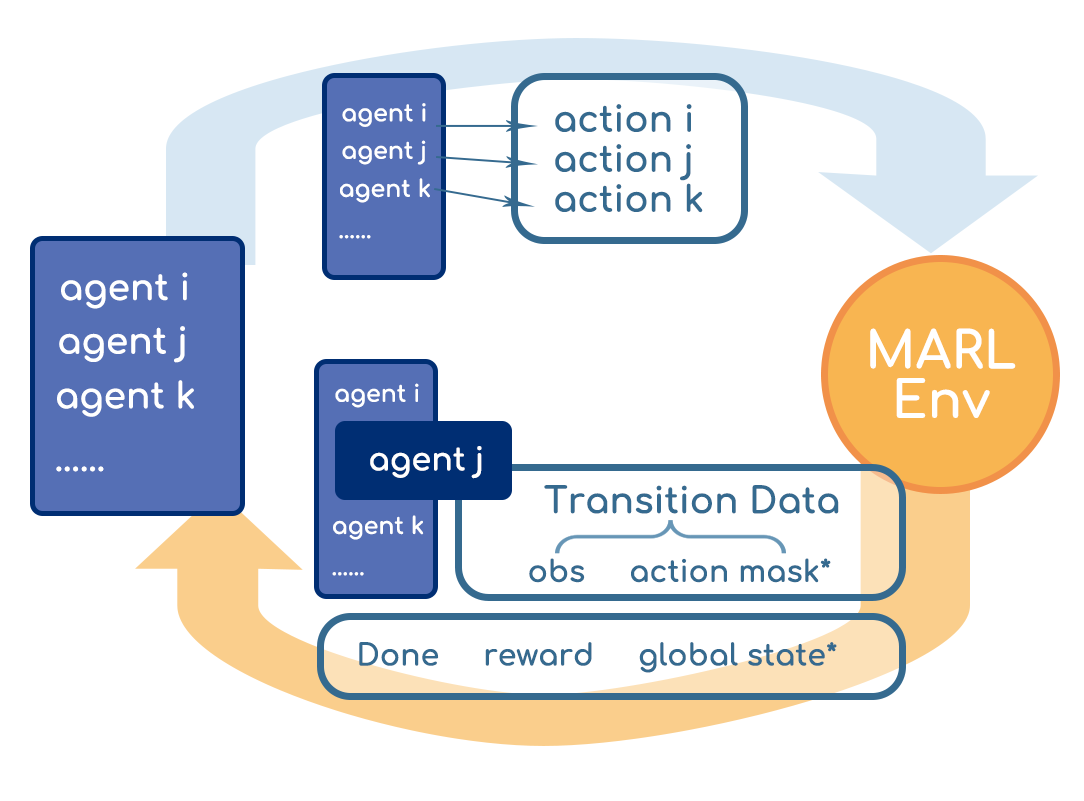 agent i
agent j
agent k
......
action i
action j
action k
agent i
agent j
agent k
......
MARL
Env
agent i
agent j
agent k
......
Transition Data
obs action mask*
Done reward global state*